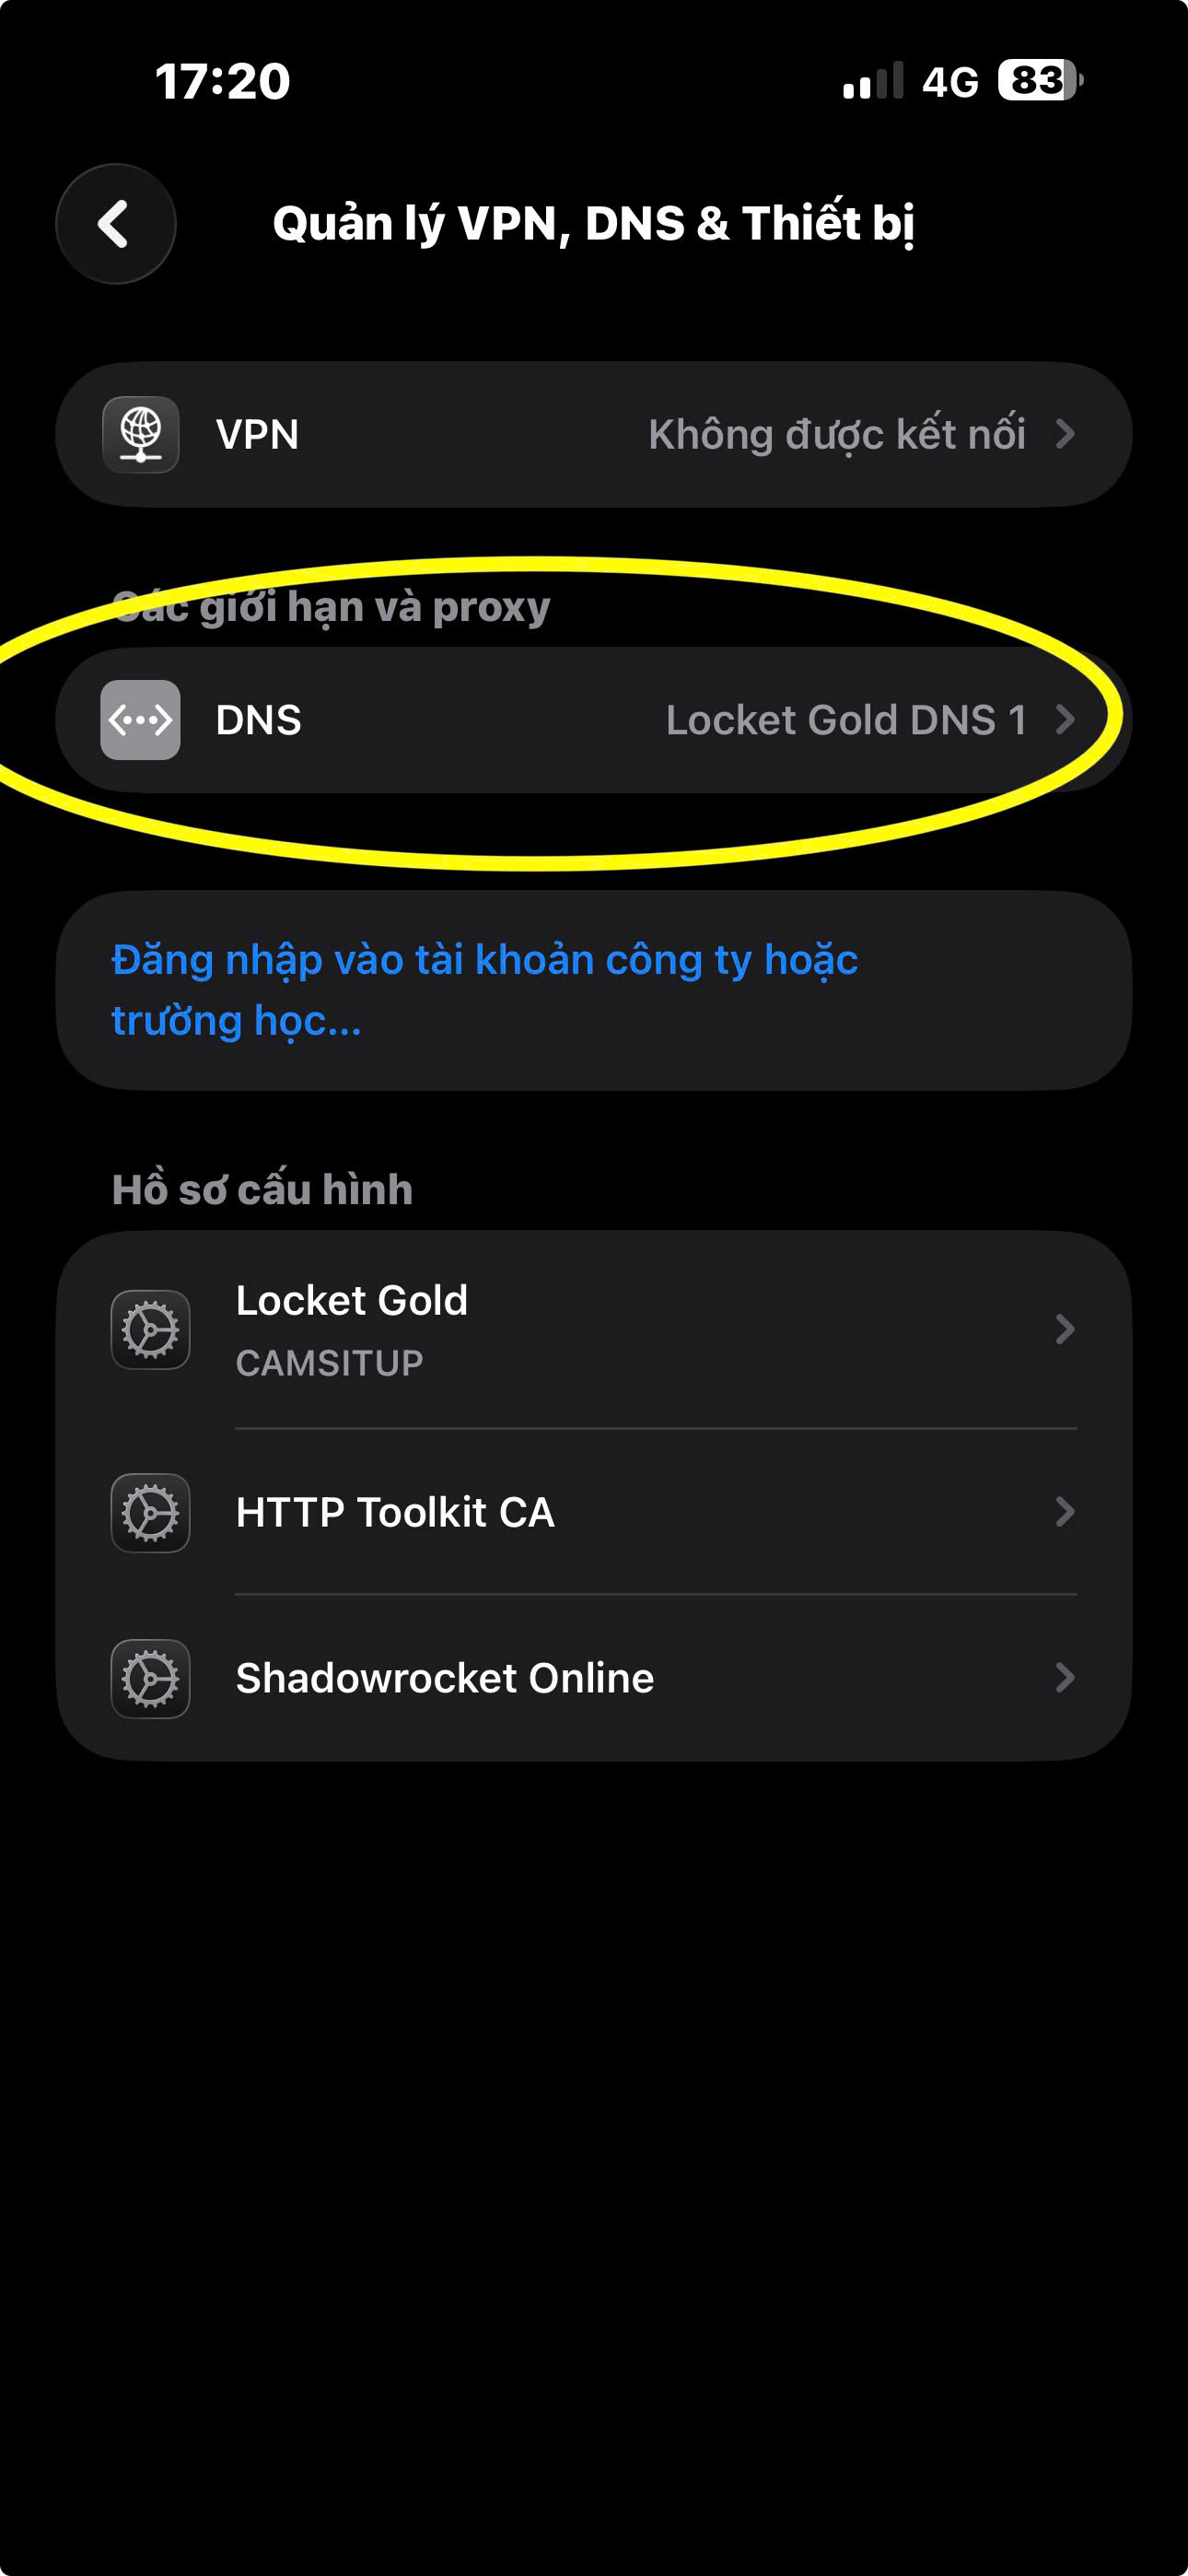 17:20
4G 83
Quản lý VPN, DNS & Thiết bị
VPN Không được kết nối
Các giới hạn và proxy
DNS Locket Gold DNS 1
Đăng nhập vào tài khoản công ty hoặc
trường học...
Hồ sơ cấu hình
Locket Gold
CAMSITUP
HTTP Toolkit CA
Shadowrocket Online